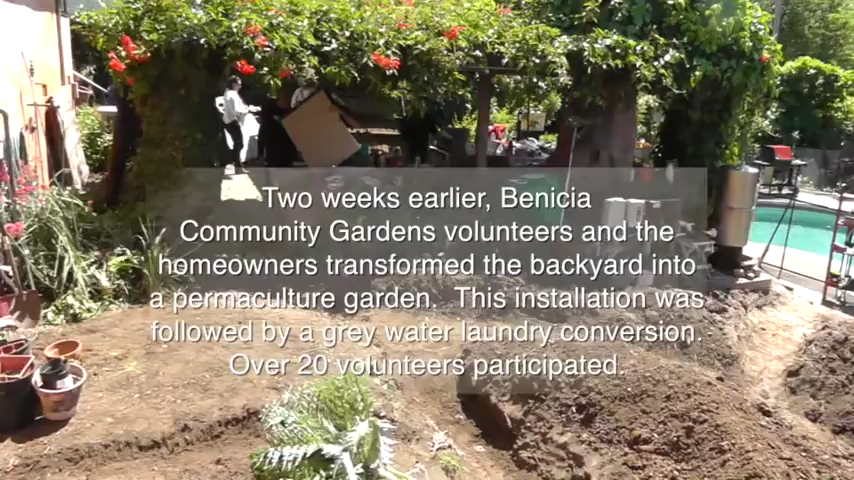 Two weeks earlier, Benicia
Community Gardens volunteers and the
homeowners transformed the backyard into
a permaculture garden.  This installation was
followed by a grey water laundry conversion.
Over 20 volunteers participated.